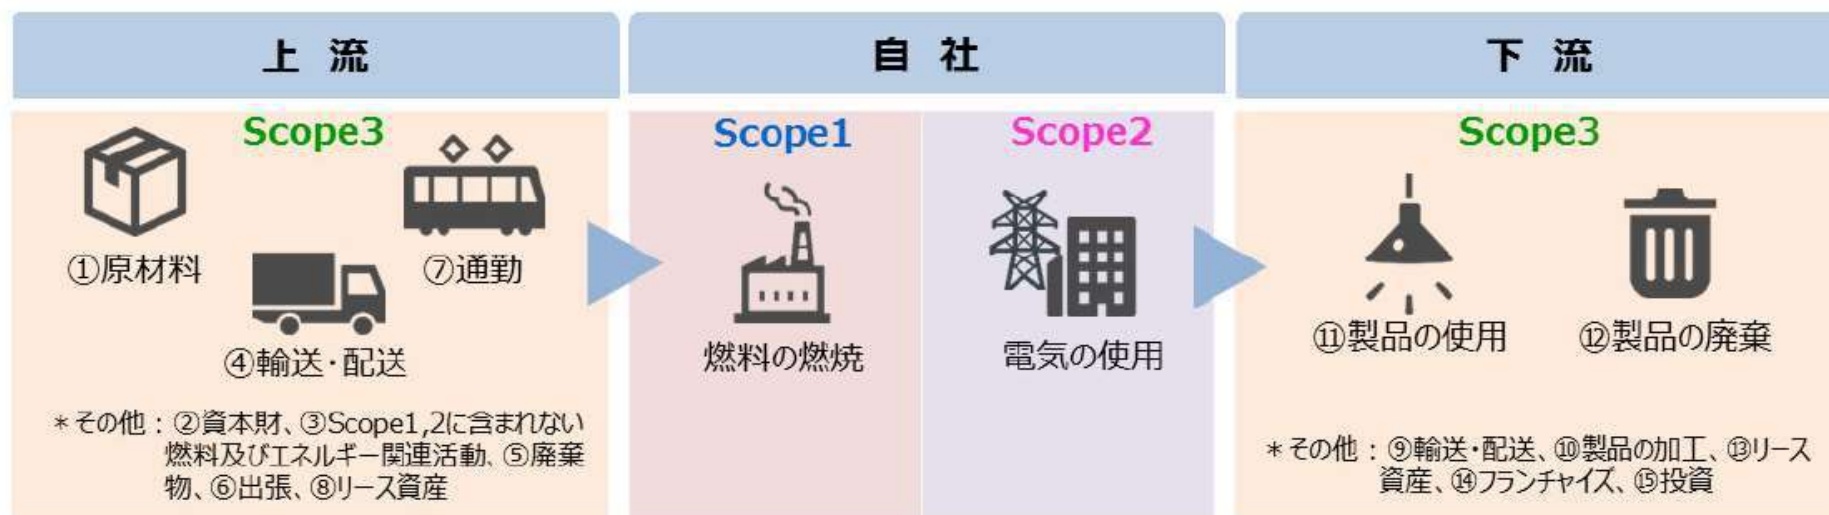 上 流
Scope3
①原材料
⑦通勤
④輸送・配送
＊その他：②資本財、③Scope1,2に含まれない
燃料及びエネルギー関連活動、⑤廃棄
物、⑥出張、⑧リース資産
自 社
Scope1
燃料の燃焼
Scope2
電気の使用
下 流
Scope3
⑪製品の使用
⑫製品の廃棄
＊その他：⑨輸送・配送、⑩製品の加工、⑬リース
資産、⑭フランチャイズ、⑮投資